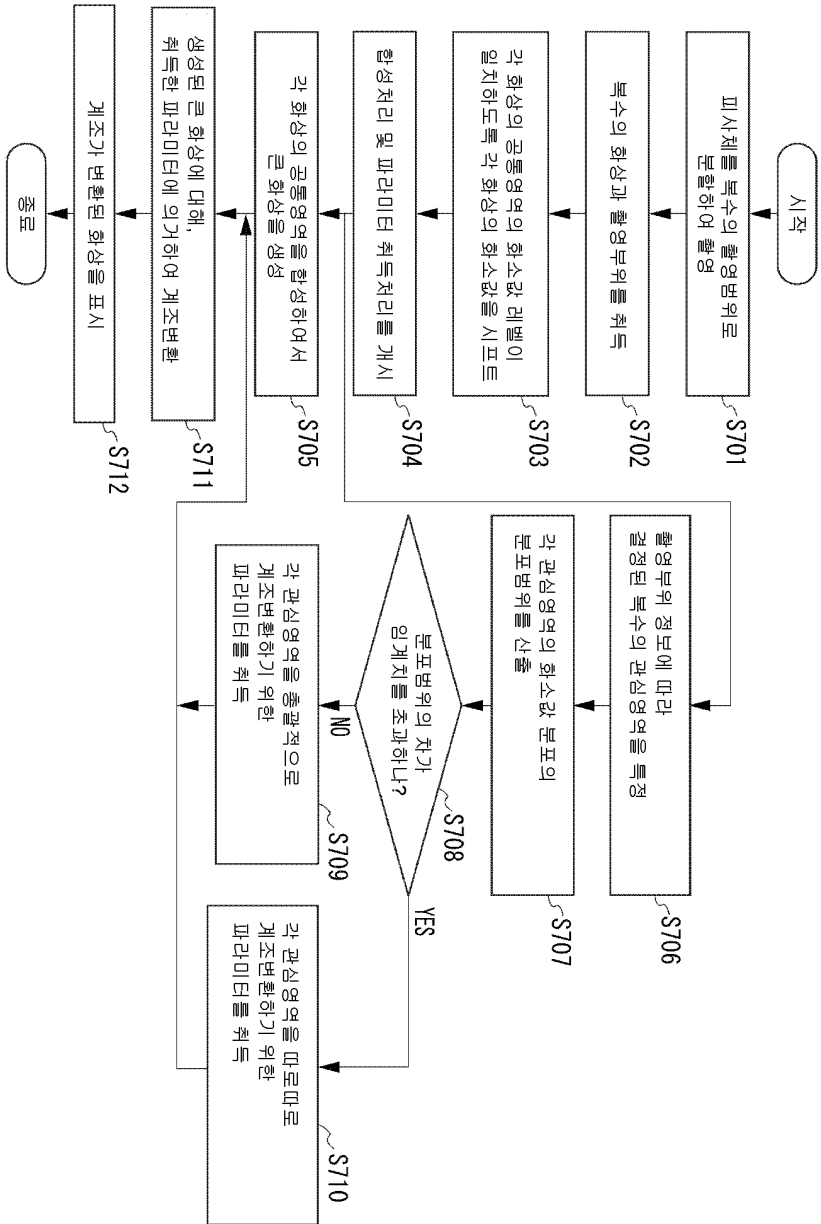 시작
피사체를 복수의 촬영범위로
분할하여 촬영
S701
복수의 화상과 촬영부위를 취득
S702
각 화상의 공통영역의 화소값 레벨이
일치하도록 각 화상의 화소값을 시프트
S703
합성처리 및 파라미터 취득처리를 개시
S704
각 화상의 공통영역을 합성하여서
큰 화상을 생성
S705
촬영부위 정보에 따라
결정된 복수의 관심영역을 특정
S706
각 관심영역의 화소값 분포의
분포범위를 산출
S707
분포범위의 차가
임계치를 초과하나?
S708
NO
YES
각 관심영역을 총괄적으로
계조변환하기 위한
파라미터를 취득
S709
각 관심영역을 따로따로
계조변환하기 위한
파라미터를 취득
S710
생성된 큰 화상에 대해,
취득한 파라미터에 의거하여 계조변환
S711
계조가 변환된 화상을 표시
S712
종료